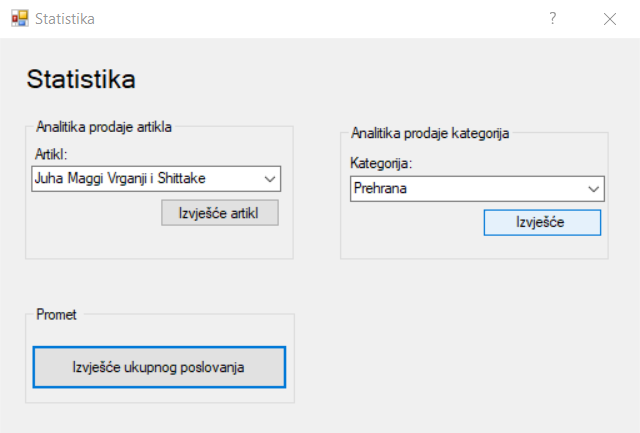 Statistika
?
Statistika
Analitika prodaje artikla
Artikl:
Juha Maggi Vrganji i Shittake
Izvješće artikl
Analitika prodaje kategorija
Kategorija:
Prehrana
Izvješće
Promet
Izvješće ukupnog poslovanja